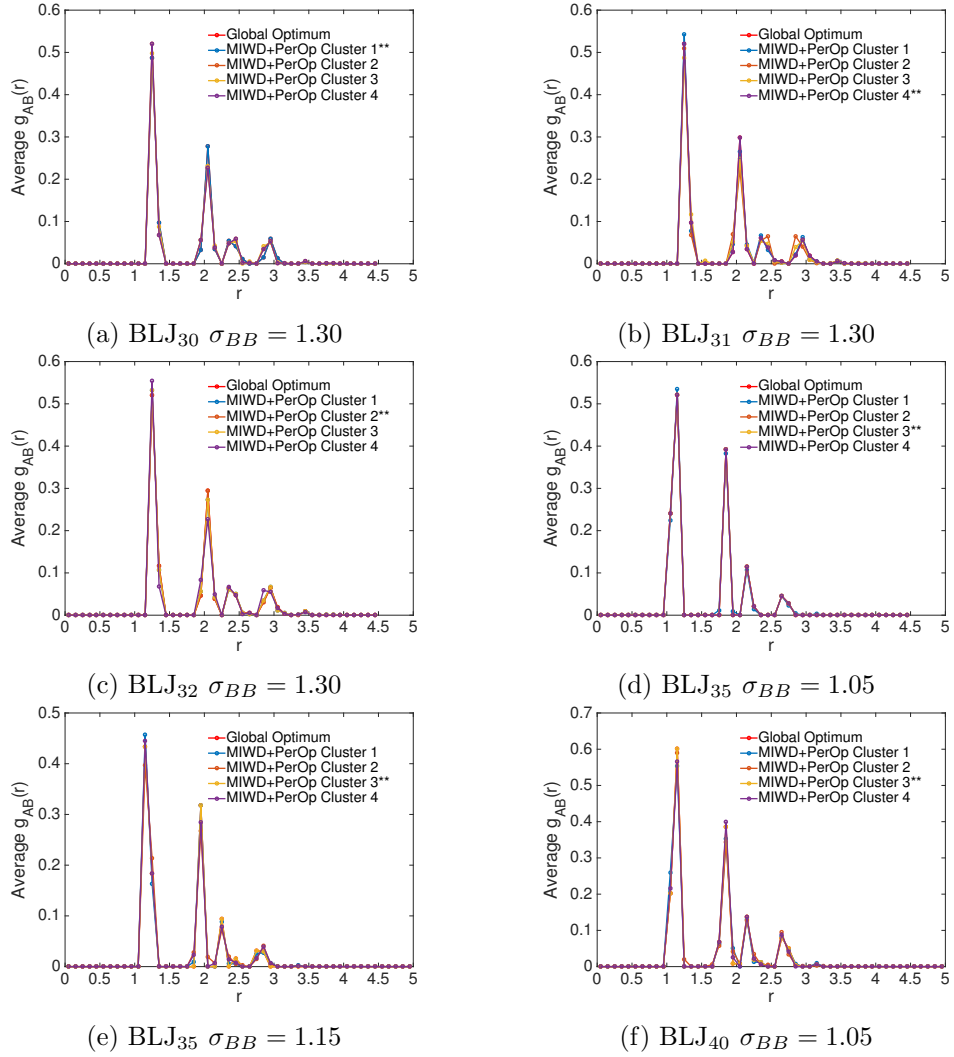 0.6
0.5
0.4
0.3
0.2
0.1
0
Average g_AB(r)
Global Optimum
MIWD+PerOp Cluster 1**
MIWD+PerOp Cluster 2
MIWD+PerOp Cluster 3
MIWD+PerOp Cluster 4
0 0.5 1 1.5 2 2.5 3 3.5 4 4.5 5
r
(a) BLJ₃₀ σ_BB = 1.30
0.6
0.5
0.4
0.3
0.2
0.1
0
Average g_AB(r)
Global Optimum
MIWD+PerOp Cluster 1
MIWD+PerOp Cluster 2
MIWD+PerOp Cluster 3
MIWD+PerOp Cluster 4**
0 0.5 1 1.5 2 2.5 3 3.5 4 4.5 5
r
(b) BLJ₃₁ σ_BB = 1.30
0.6
0.5
0.4
0.3
0.2
0.1
0
Average g_AB(r)
Global Optimum
MIWD+PerOp Cluster 1
MIWD+PerOp Cluster 2**
MIWD+PerOp Cluster 3
MIWD+PerOp Cluster 4
0 0.5 1 1.5 2 2.5 3 3.5 4 4.5 5
r
(c) BLJ₃₂ σ_BB = 1.30
0.6
0.5
0.4
0.3
0.2
0.1
0
Average g_AB(r)
Global Optimum
MIWD+PerOp Cluster 1
MIWD+PerOp Cluster 2
MIWD+PerOp Cluster 3**
MIWD+PerOp Cluster 4
0 0.5 1 1.5 2 2.5 3 3.5 4 4.5 5
r
(d) BLJ₃₅ σ_BB = 1.05
0.5
0.4
0.3
0.2
0.1
0
Average g_AB(r)
Global Optimum
MIWD+PerOp Cluster 1
MIWD+PerOp Cluster 2
MIWD+PerOp Cluster 3**
MIWD+PerOp Cluster 4
0 0.5 1 1.5 2 2.5 3 3.5 4 4.5 5
r
(e) BLJ₃₅ σ_BB = 1.15
0.7
0.6
0.5
0.4
0.3
0.2
0.1
0
Average g_AB(r)
Global Optimum
MIWD+PerOp Cluster 1
MIWD+PerOp Cluster 2
MIWD+PerOp Cluster 3**
MIWD+PerOp Cluster 4
0 0.5 1 1.5 2 2.5 3 3.5 4 4.5 5
r
(f) BLJ₄₀ σ_BB = 1.05